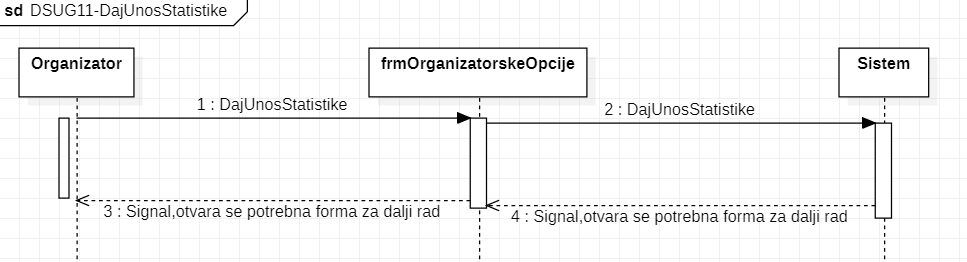 sd DSUG11-DajUnosStatistike
Organizator
frmOrganizatorskeOpcije
Sistem
1 : DajUnosStatistike
2 : DajUnosStatistike
3 : Signal,otvara se potrebna forma za dalji rad
4 : Signal,otvara se potrebna forma za dalji rad